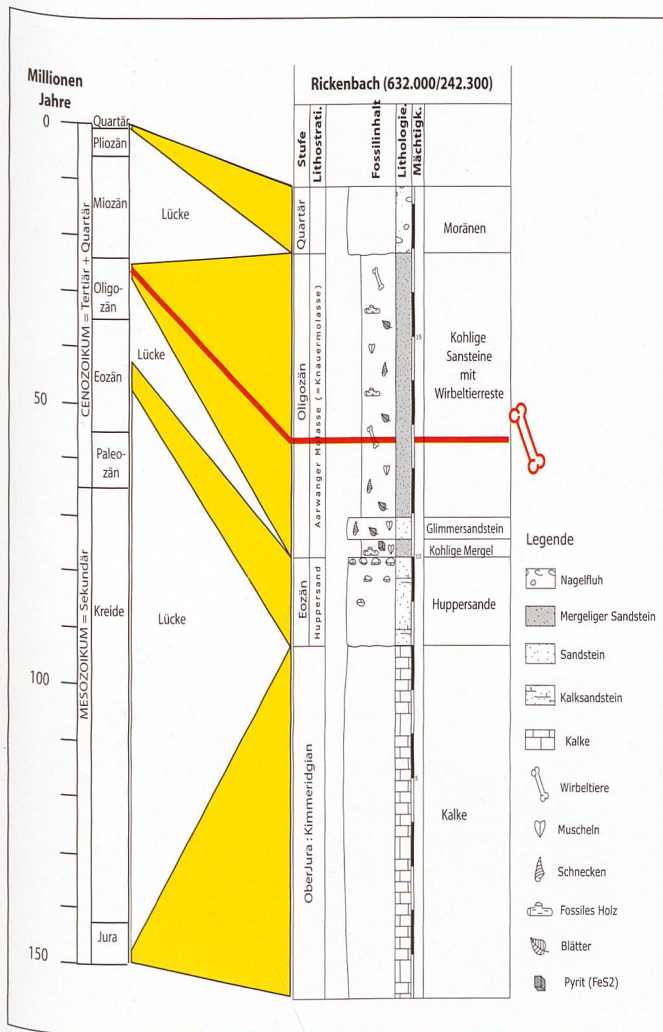 Millionen
Jahre
0
50
100
150
CENOZOIKUM = Tertiär + Quartär
MESOZOIKUM = Sekundär
Quartär
Pliozän
Miozän
Oligo-
zän
Eozän
Paleo-
zän
Kreide
Jura
Lücke
Lücke
Lücke
Rickenbach (632.000/242.300)
Stufe
Lithostrati.
Fossilinhalt
Lithologie.
Mächtigk.
Quartär
Oligozän
Aarwanger Molasse (=Knauermolasse)
Eozän
Huppersand
OberJura : Kimmeridgian
15
10
5
Moränen
Kohlige
Sansteine
mit
Wirbeltierreste
Glimmersandstein
Kohlige Mergel
Huppersande
Kalke
Legende
Nagelfluh
Mergeliger Sandstein
Sandstein
Kalksandstein
Kalke
Wirbeltiere
Muscheln
Schnecken
Fossiles Holz
Blätter
Pyrit (FeS2)